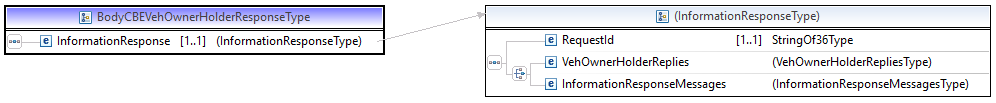 BodyCBEVehOwnerHolderResponseType
InformationResponse [1..1] (InformationResponseType)
(InformationResponseType)
RequestId [1..1] StringOf36Type
VehOwnerHolderReplies (VehOwnerHolderRepliesType)
InformationResponseMessages (InformationResponseMessagesType)